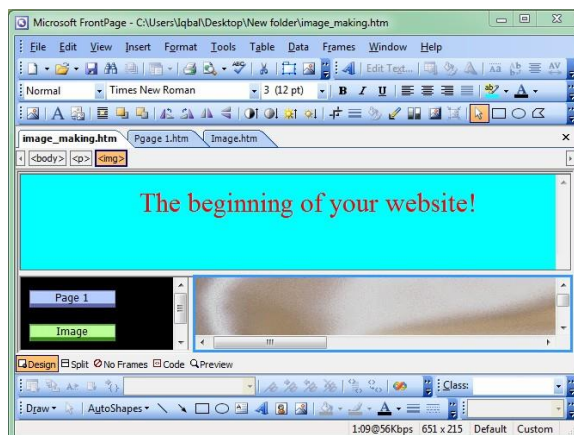 Microsoft FrontPage - C:\Users\Iqbal\Desktop\New folder\image_making.htm
File Edit View Insert Format Tools Table Data Frames Window Help
Edit Text...
Normal Times New Roman 3 (12 pt) B I U A
A
image_making.htm Pgage 1.htm Image.htm
<body> <p> <img>
The beginning of your website!
Page 1
Image
Design Split No Frames Code Preview
Class:
Draw AutoShapes A
1:09@56Kbps 651 x 215 Default Custom